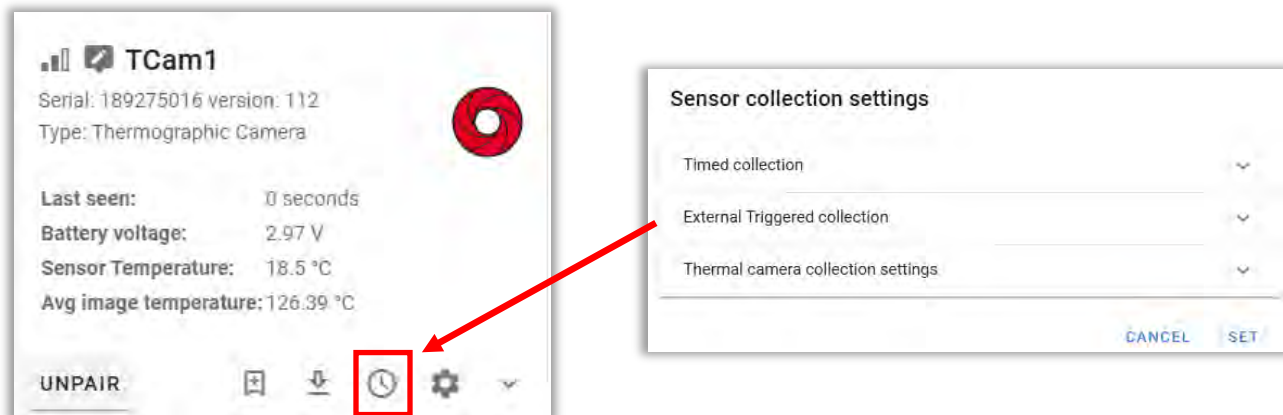 TCam1
Serial: 189275016 version: 112
Type: Thermographic Camera
Last seen: 0 seconds
Battery voltage: 2.97 V
Sensor Temperature: 18.5 °C
Avg image temperature: 126.39 °C
UNPAIR
Sensor collection settings
Timed collection
External Triggered collection
Thermal camera collection settings
CANCEL SET